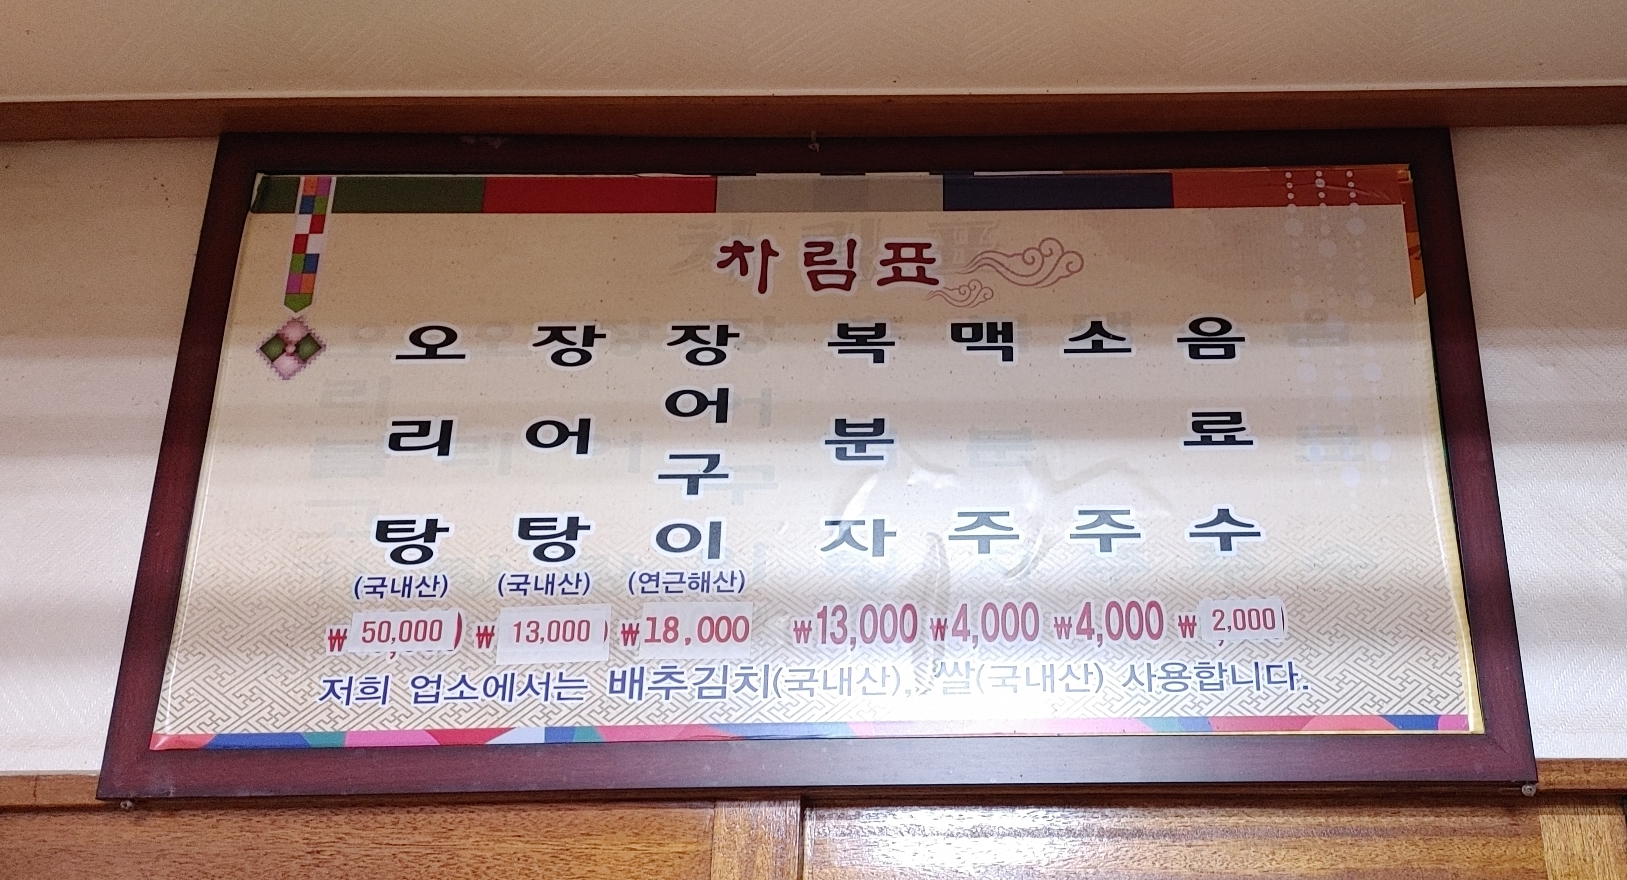 차림표
오리탕
(국내산)
₩50,000
장어탕
(국내산)
₩13,000
장어구이
(연근해산)
₩18,000
복분자
₩13,000
맥주
₩4,000
소주
₩4,000
음료수
₩2,000
저희 업소에서는 배추김치(국내산), 쌀(국내산) 사용합니다.